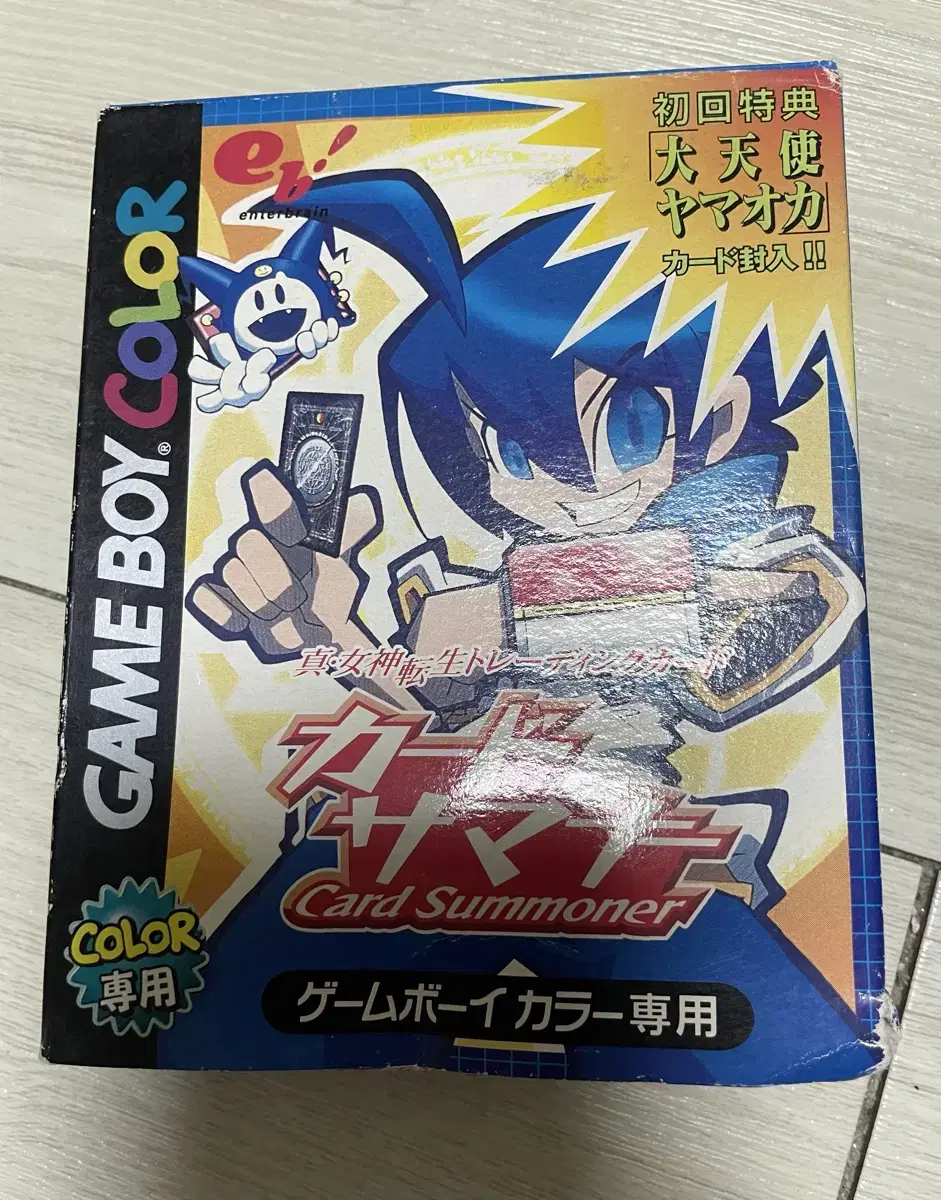 GAME BOY COLOR®
eb!
enterbrain
初回特典
「大天使
ヤマオカ」
カード封入!!
真・女神転生トレーディングカード
カード
サマナー
Card Summoner
COLOR
専用
ゲームボーイ カラー専用